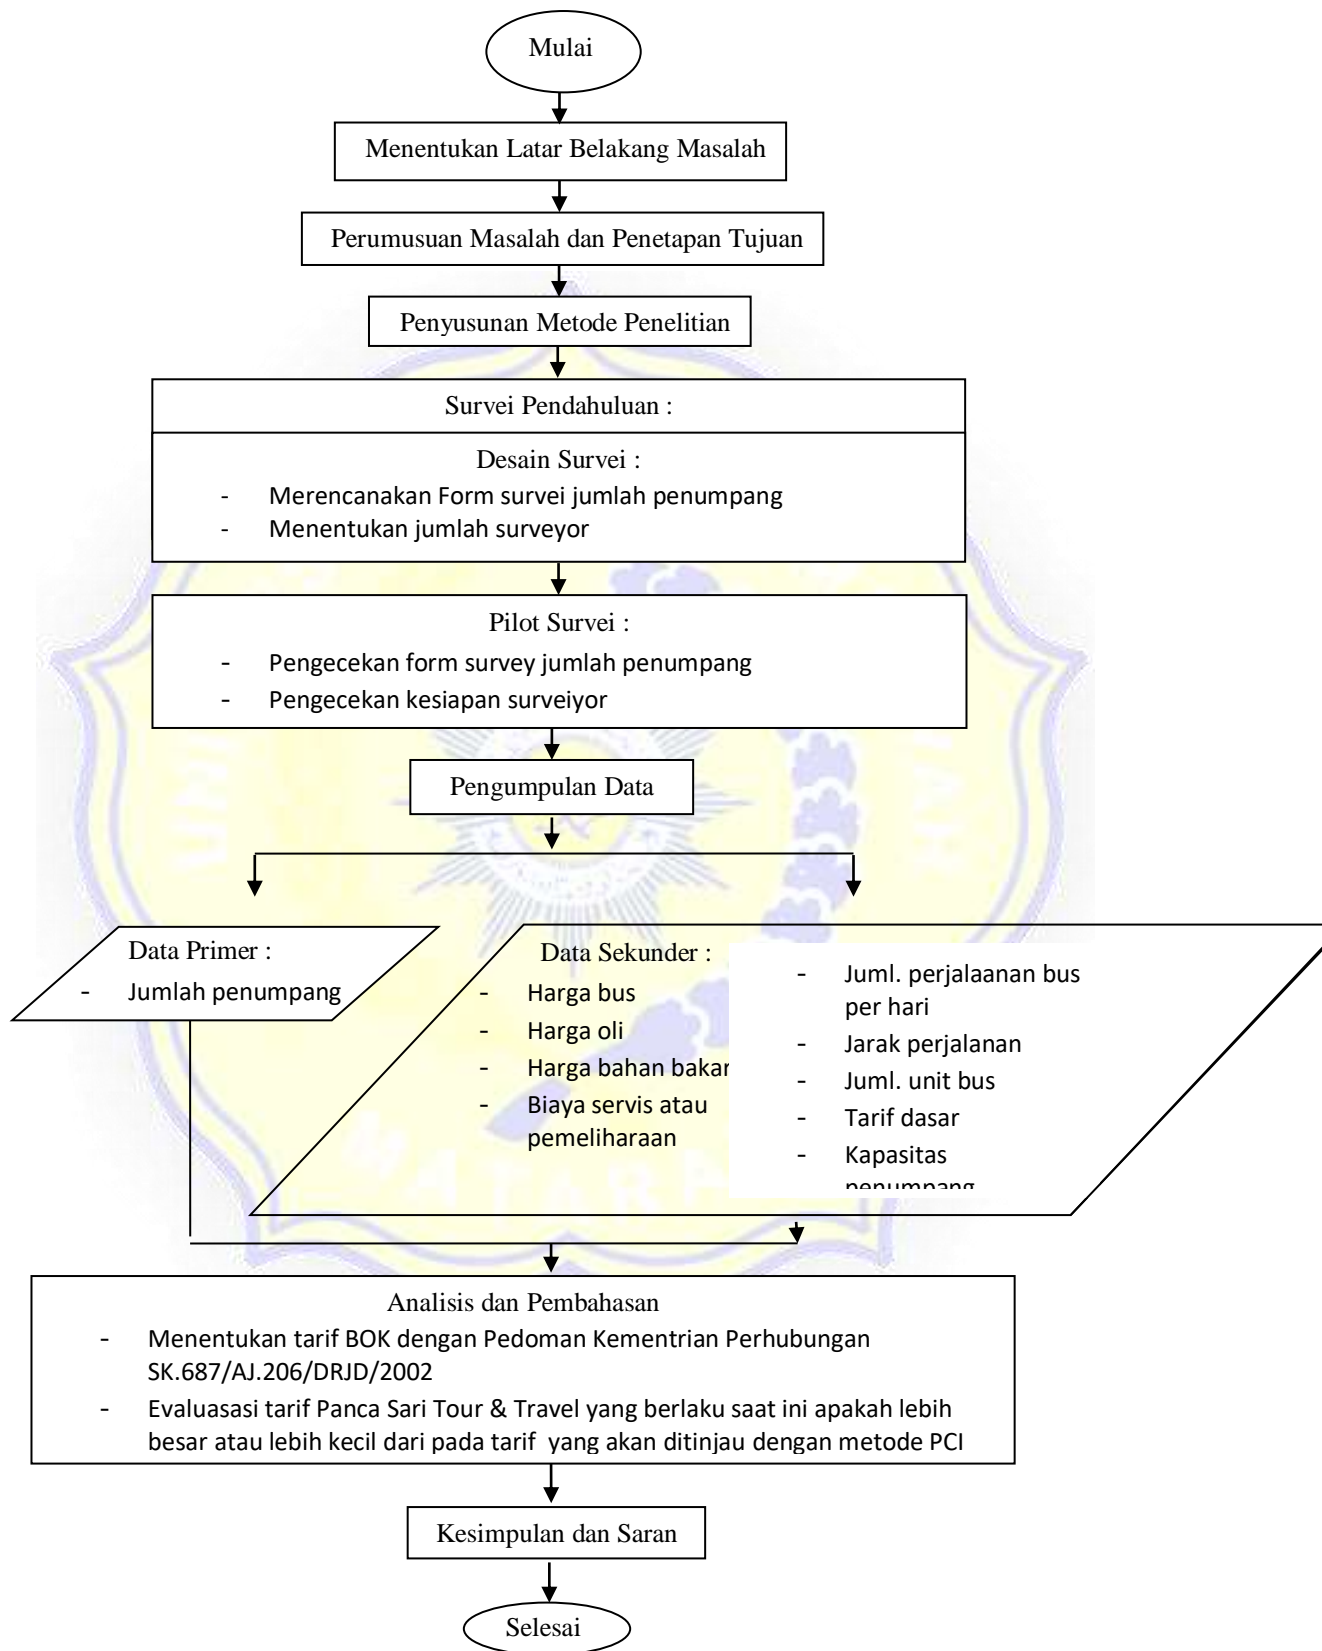 Mulai
Menentukan Latar Belakang Masalah
Perumusuan Masalah dan Penetapan Tujuan
Penyusunan Metode Penelitian
Survei Pendahuluan :
Desain Survei :
- Merencanakan Form survei jumlah penumpang
- Menentukan jumlah surveyor
Pilot Survei :
- Pengecekan form survey jumlah penumpang
- Pengecekan kesiapan surveiyor
Pengumpulan Data
Data Primer :
- Jumlah penumpang
Data Sekunder :
- Harga bus
- Harga oli
- Harga bahan bakar
- Biaya servis atau
pemeliharaan
- Juml. perjalaanan bus
per hari
- Jarak perjalanan
- Juml. unit bus
- Tarif dasar
- Kapasitas
penumpang
Analisis dan Pembahasan
- Menentukan tarif BOK dengan Pedoman Kementrian Perhubungan
SK.687/AJ.206/DRJD/2002
- Evaluasasi tarif Panca Sari Tour & Travel yang berlaku saat ini apakah lebih
besar atau lebih kecil dari pada tarif yang akan ditinjau dengan metode PCI
Kesimpulan dan Saran
Selesai
MATARA